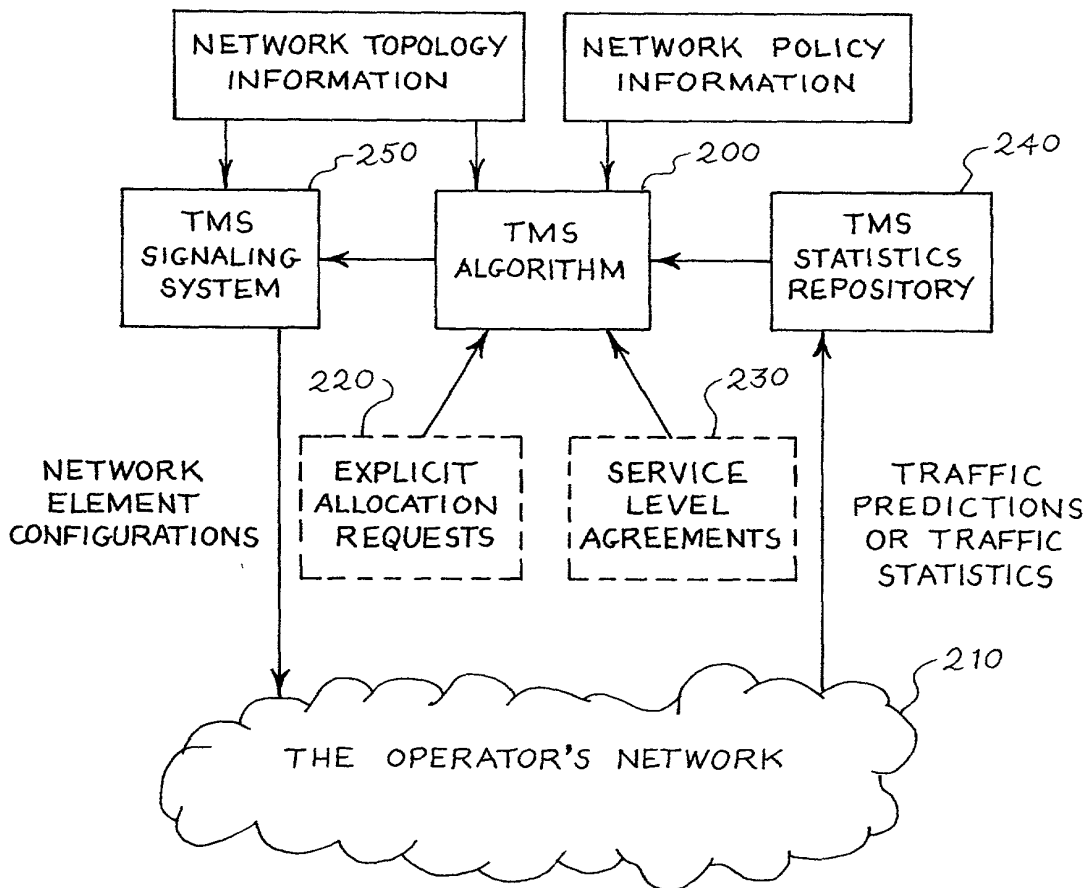 NETWORK TOPOLOGY
INFORMATION
NETWORK POLICY
INFORMATION
250
200
240
TMS
SIGNALING
SYSTEM
TMS
ALGORITHM
TMS
STATISTICS
REPOSITORY
220
230
NETWORK
ELEMENT
CONFIGURATIONS
EXPLICIT
ALLOCATION
REQUESTS
SERVICE
LEVEL
AGREEMENTS
TRAFFIC
PREDICTIONS
OR TRAFFIC
STATISTICS
210
THE OPERATOR'S NETWORK